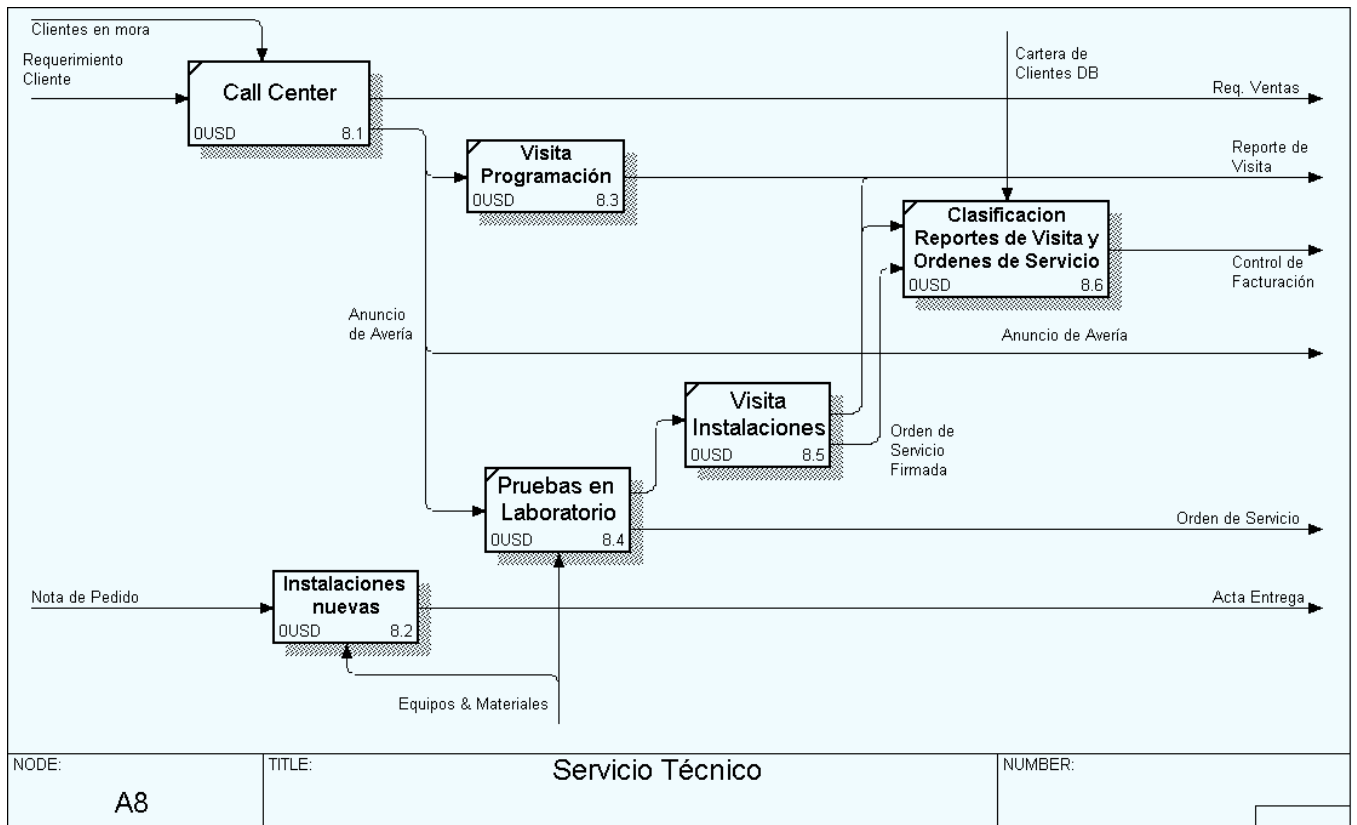 Clientes en mora
Requerimiento
Cliente
Call Center
0USD 8.1
Cartera de
Clientes DB
Req. Ventas
Visita
Programación
0USD 8.3
Reporte de
Visita
Clasificacion
Reportes de Visita y
Ordenes de Servicio
0USD 8.6
Control de
Facturación
Anuncio
de Avería
Anuncio de Avería
Visita
Instalaciones
0USD 8.5
Orden de
Servicio
Firmada
Pruebas en
Laboratorio
0USD 8.4
Orden de Servicio
Nota de Pedido
Instalaciones
nuevas
0USD 8.2
Acta Entrega
Equipos & Materiales
NODE:
A8
TITLE:
Servicio Técnico
NUMBER: